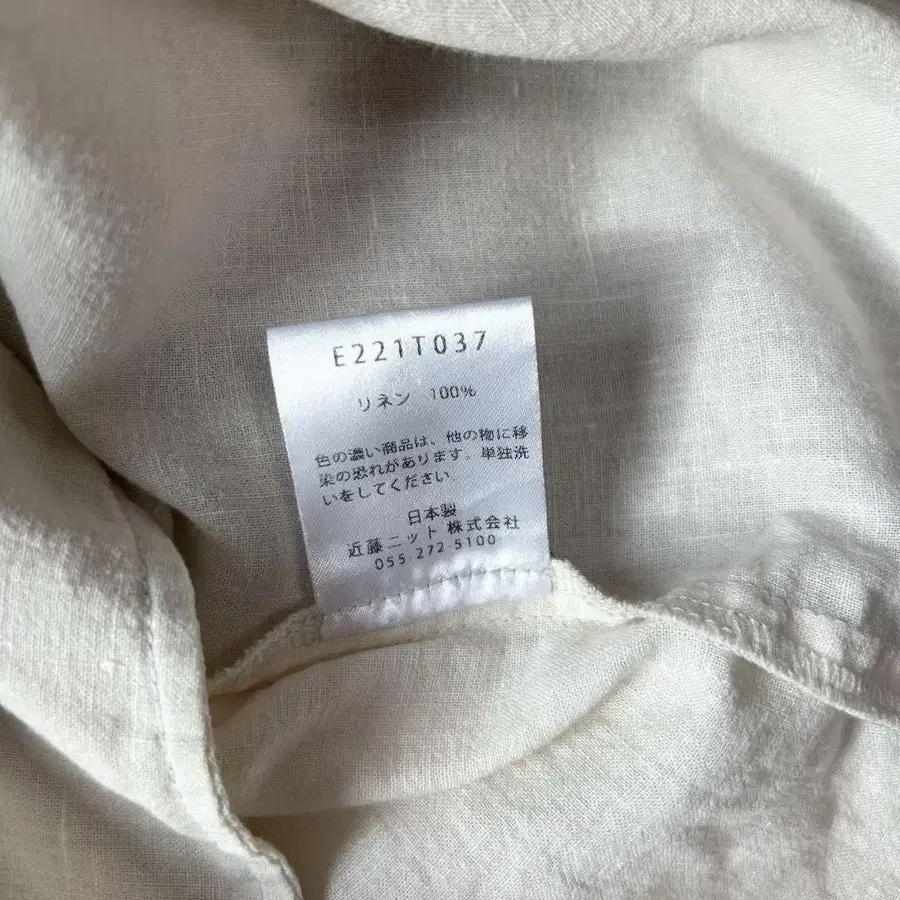 E221T037
リネン 100%
色の濃い商品は、他の物に移
染の恐れがあります。単独洗
いをしてください。
日本製
近藤ニット 株式会社
055 272 5100